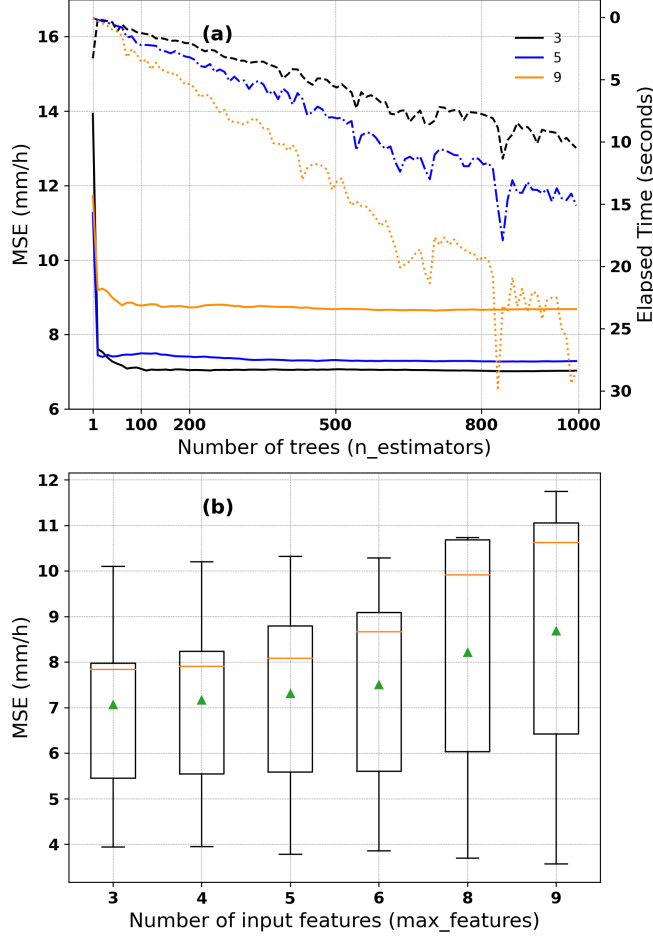 (a)
3
5
9
16
14
12
10
8
6
MSE (mm/h)
0
5
10
15
20
25
30
Elapsed Time (seconds)
1 100 200 500 800 1000
Number of trees (n_estimators)
(b)
12
11
10
9
8
7
6
5
4
MSE (mm/h)
3 4 5 6 8 9
Number of input features (max_features)